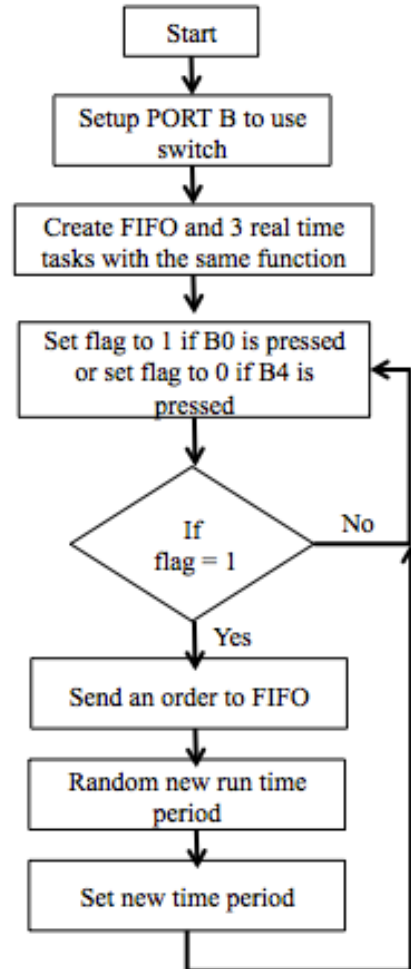 Start
Setup PORT B to use
switch
Create FIFO and 3 real time
tasks with the same function
Set flag to 1 if B0 is pressed
or set flag to 0 if B4 is
pressed
If
flag = 1
No
Yes
Send an order to FIFO
Random new run time
period
Set new time period